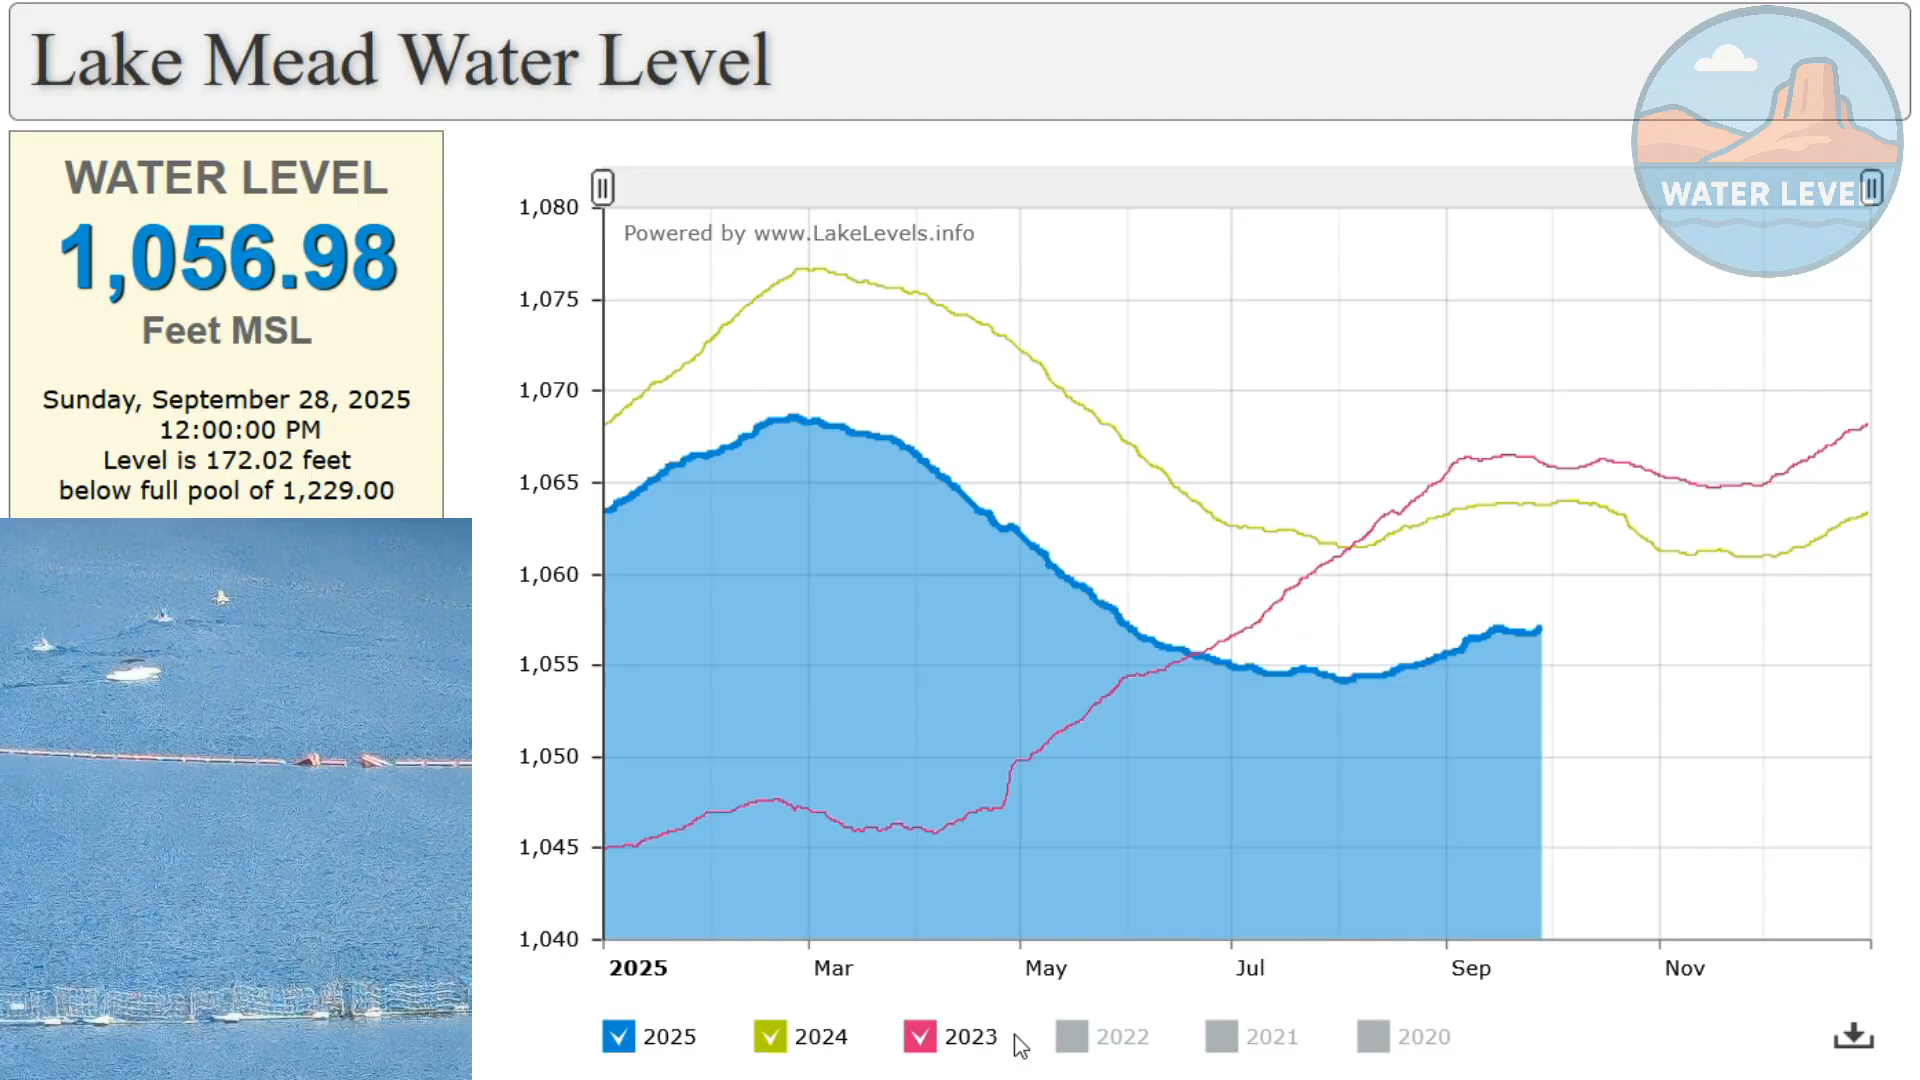 Lake Mead Water Level
WATER LEVEL
WATER LEVEL
1,056.98
Feet MSL
Sunday, September 28, 2025
12:00:00 PM
Level is 172.02 feet
below full pool of 1,229.00
Powered by www.LakeLevels.info
1,080
1,075
1,070
1,065
1,060
1,055
1,050
1,045
1,040
2025
Mar
May
Jul
Sep
Nov
2025
2024
2023
2022
2021
2020